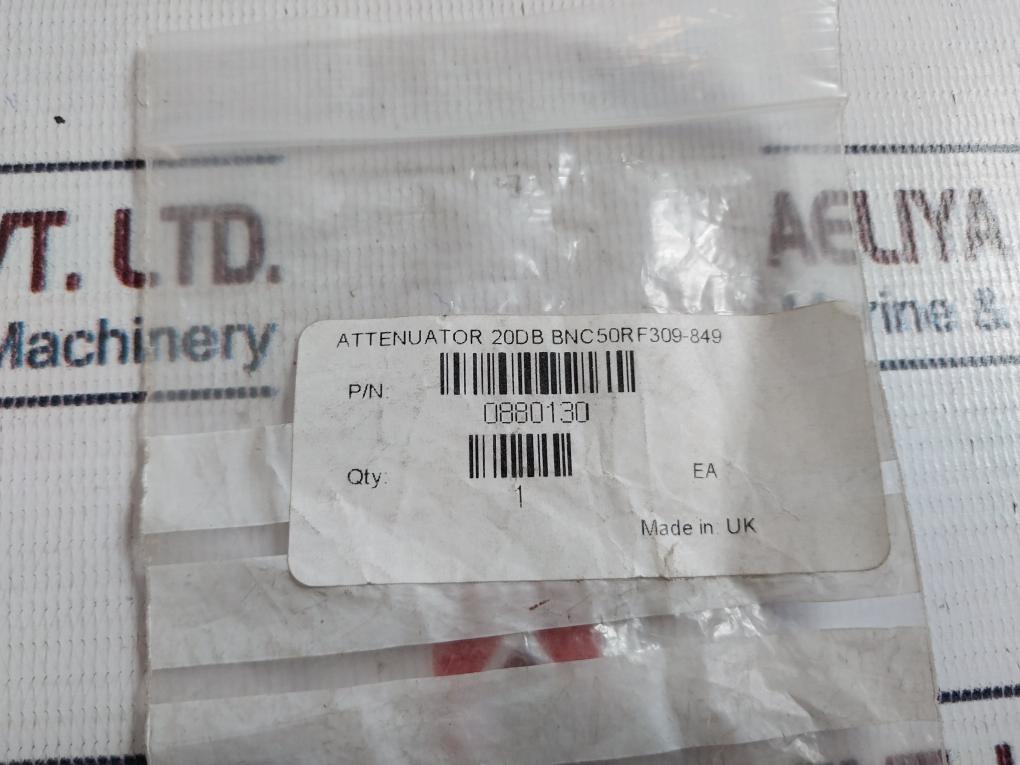 VT. LTD.
AELIYA
Machinery
rine &
ATTENUATOR 20DB BNC50RF309-849
P/N:
0880130
Qty:
1
EA
Made in: UK